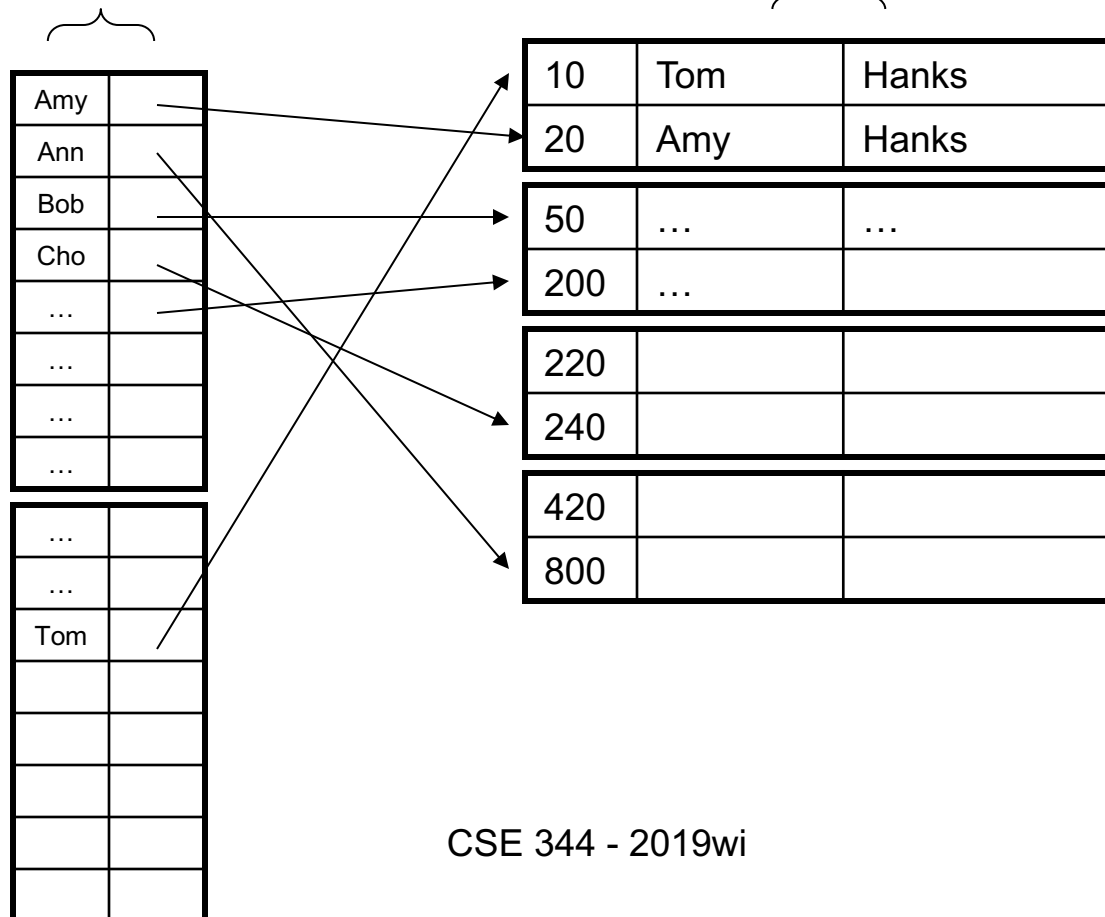 Amy
Ann
Bob
Cho
…
…
…
…
…
…
Tom
10 Tom Hanks
20 Amy Hanks
50 … …
200 …
220
240
420
800
CSE 344 - 2019wi